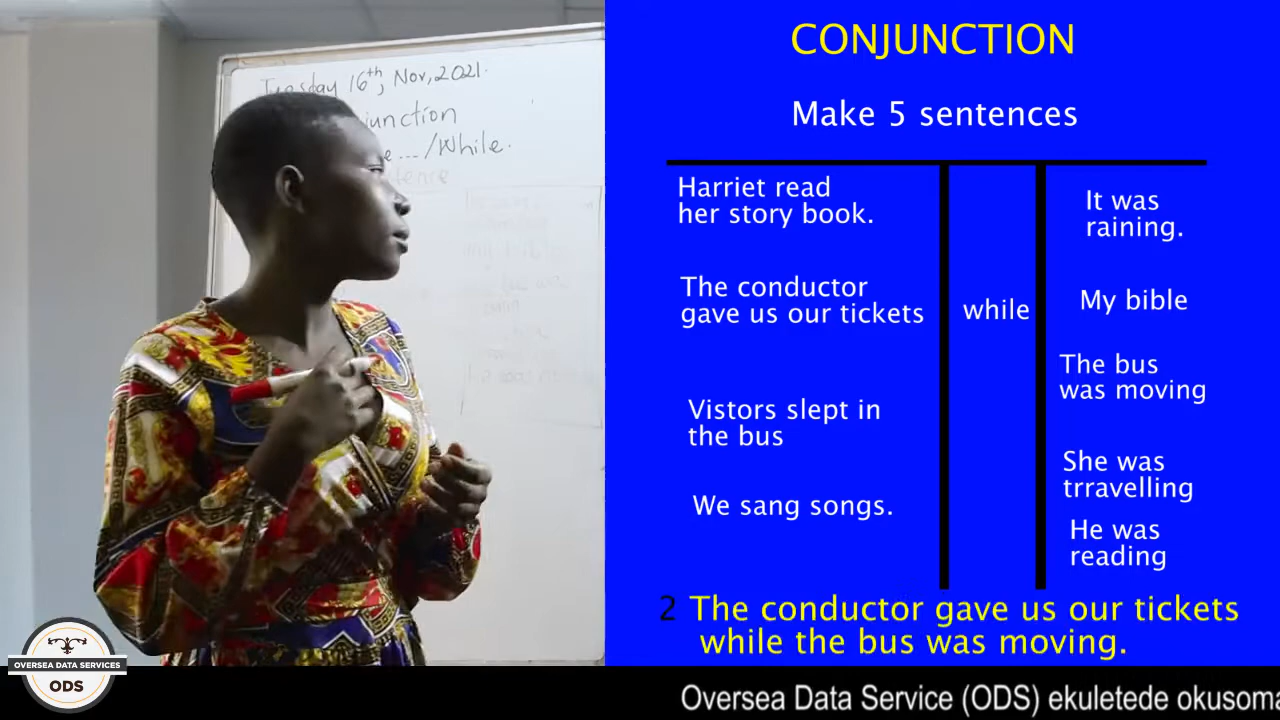 Tuesday 16th, Nov, 2021.
junction
e ... /While.
tence
CONJUNCTION
Make 5 sentences
Harriet read
her story book.
The conductor
gave us our tickets
Vistors slept in
the bus
We sang songs.
while
It was
raining.
My bible
The bus
was moving
She was
trravelling
He was
reading
2 The conductor gave us our tickets
while the bus was moving.
OVERSEA DATA SERVICES
ODS
Oversea Data Service (ODS) ekuletede okusoma